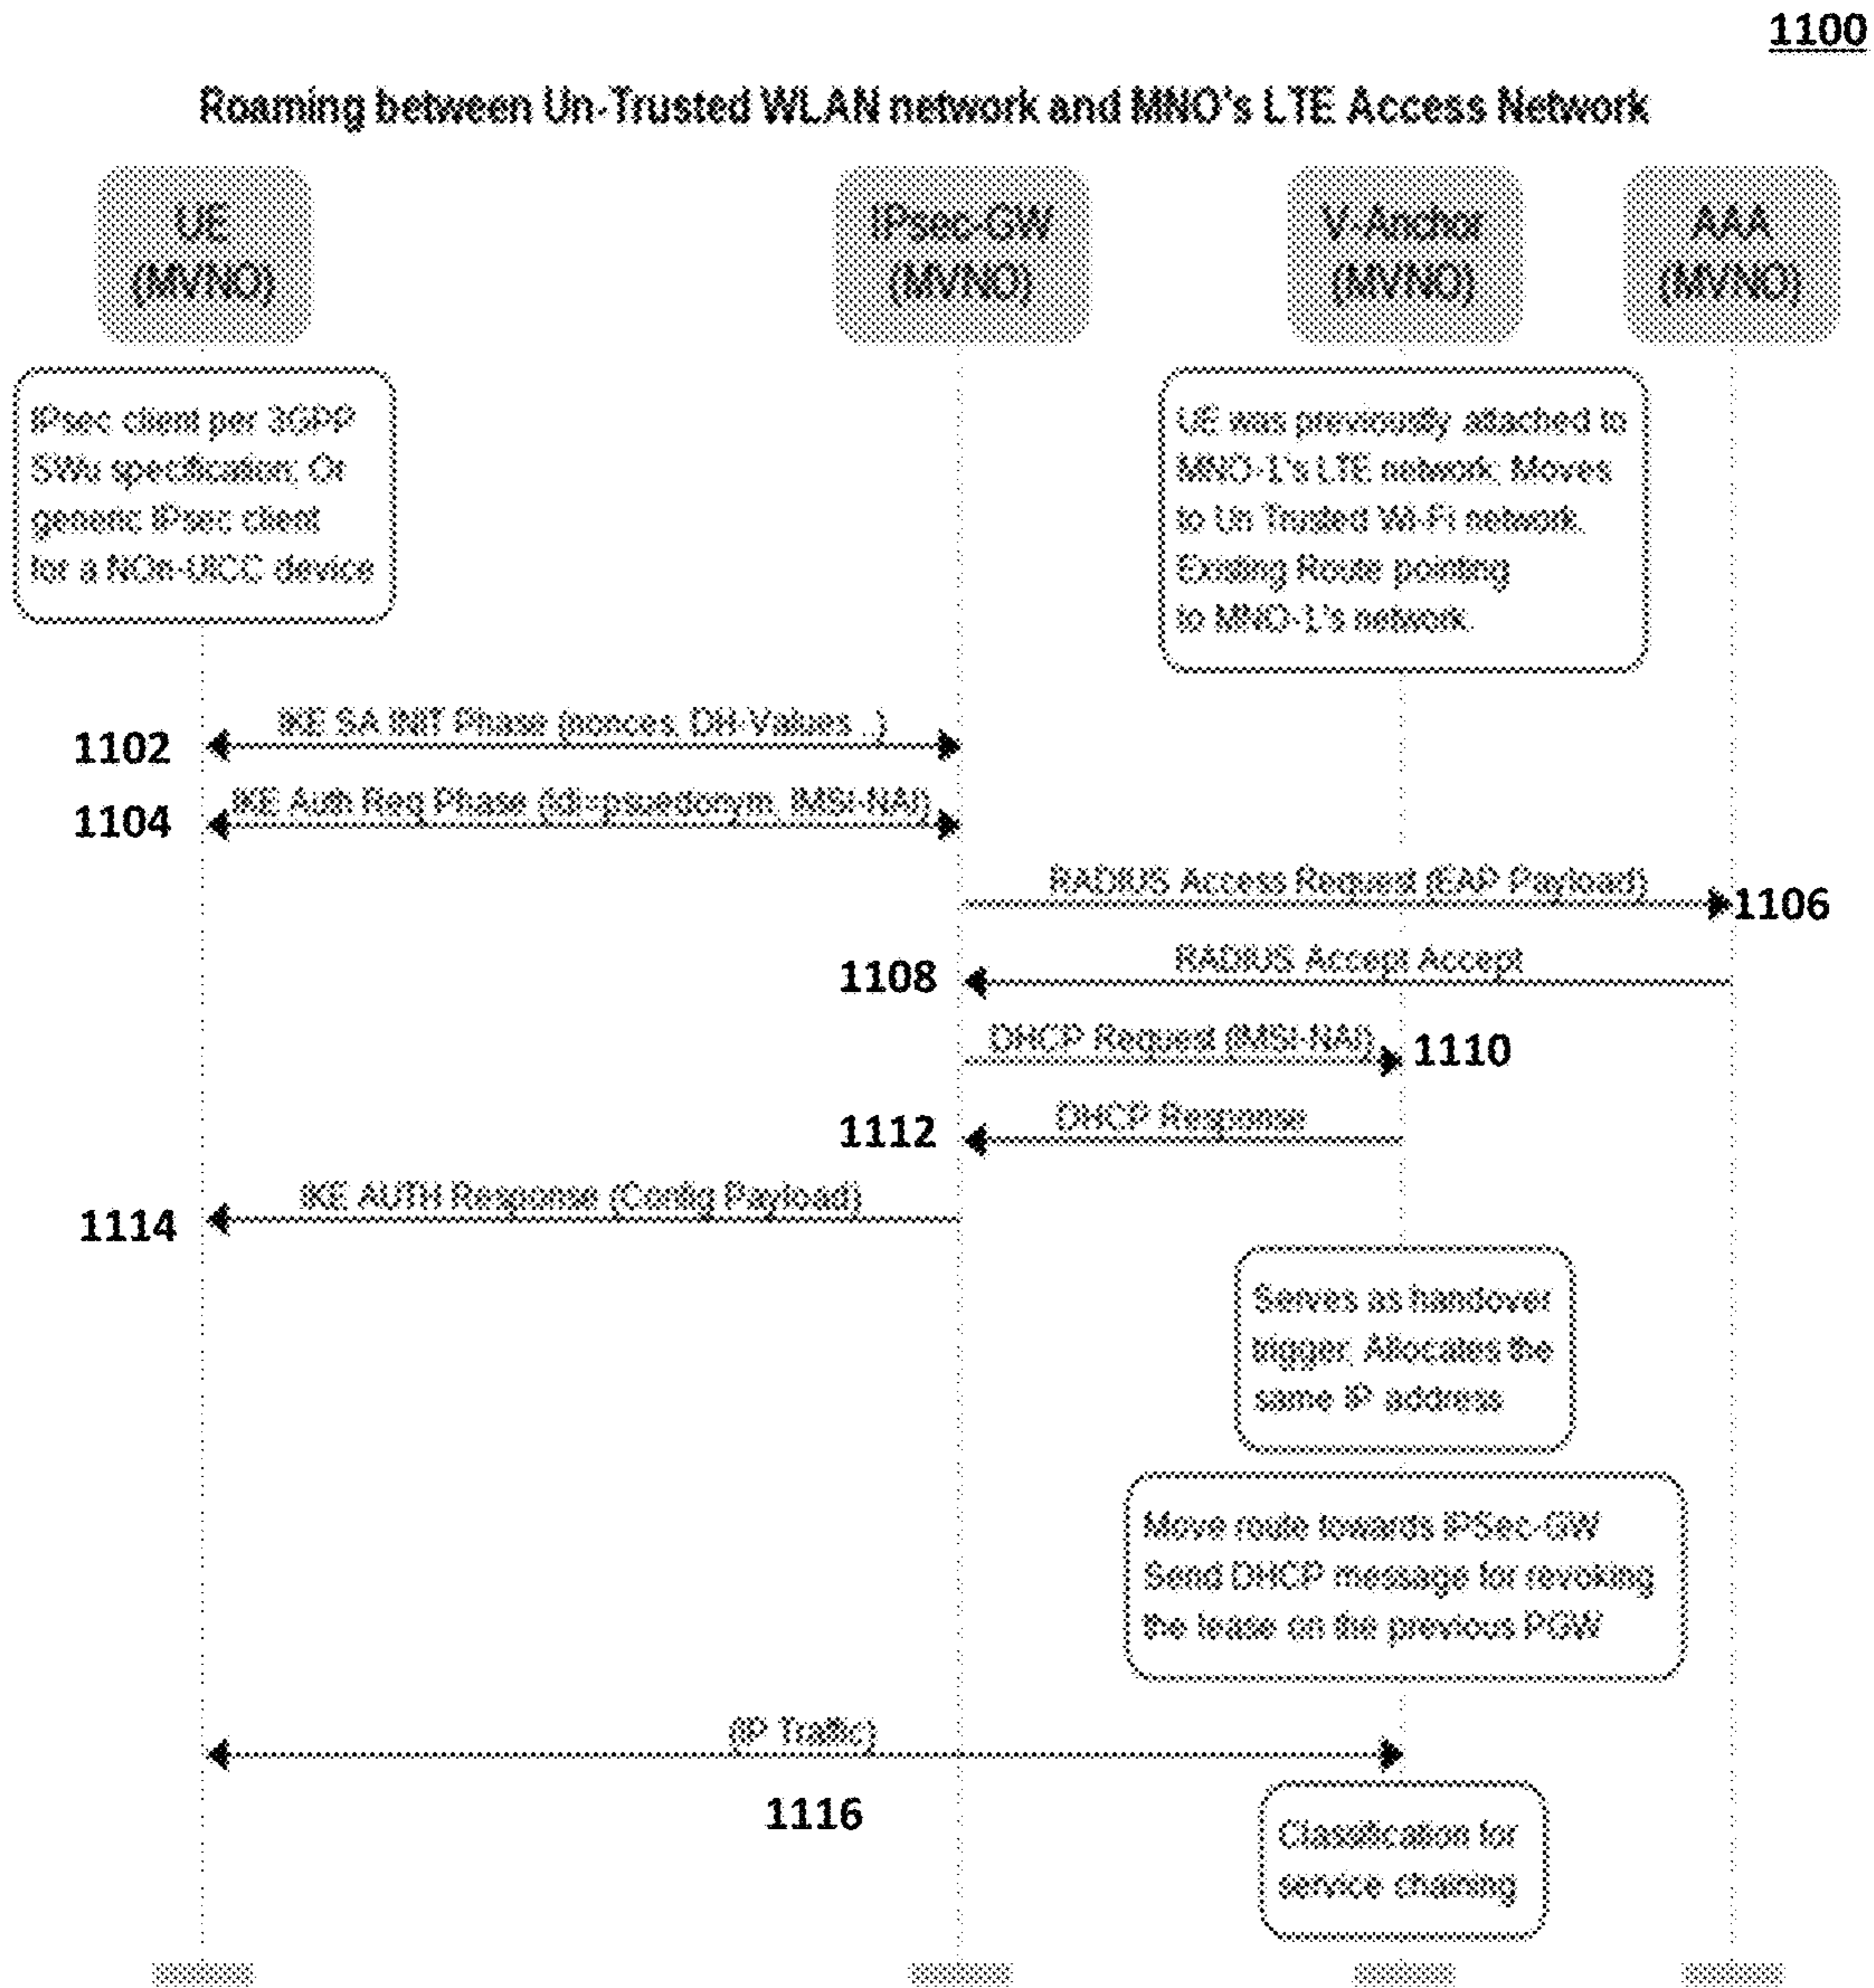 1100
Roaming between Un-Trusted WLAN network and MNO's LTE Access Network
UE
(MVNO)
IPsec-GW
(MVNO)
V-Anchor
(MVNO)
AAA
(MVNO)
IPsec client per 3GPP
SWu specification; Or
generic IPsec client
for a NOn-UICC device
UE was previously attached to
MNO-1's LTE network. Moves
to Un Trusted Wi-Fi network.
Existing Route pointing
to MNO-1's network.
IKE SA INIT Phase (nonces, DH-Values ..)
1102
IKE Auth Req Phase (idi=psuedonym, IMSI-NAI)
1104
RADIUS Access Request (EAP Payload)
1106
RADIUS Accept Accept
1108
DHCP Request (IMSI-NAI)
1110
DHCP Response
1112
IKE AUTH Response (Config Payload)
1114
Serves as handover
trigger. Allocates the
same IP address
Move route towards IPSec-GW
Send DHCP message for revoking
the lease on the previous PGW
(IP Traffic)
1116
Classification for
service chaining